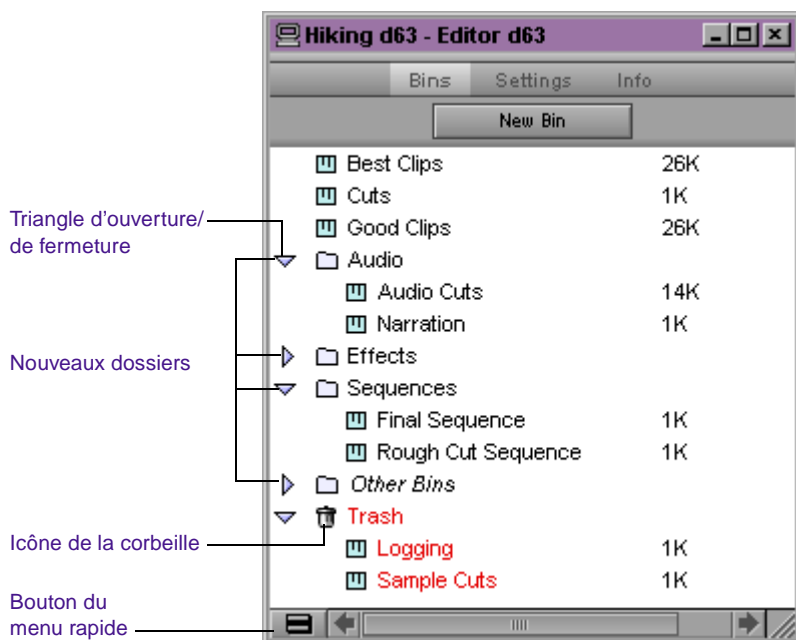 Hiking d63 - Editor d63
Bins Settings Info
New Bin
Best Clips 26K
Cuts 1K
Good Clips 26K
Triangle d’ouverture/
de fermeture
Audio
Audio Cuts 14K
Narration 1K
Nouveaux dossiers
Effects
Sequences
Final Sequence 1K
Rough Cut Sequence 1K
Other Bins
Icône de la corbeille
Trash
Logging 1K
Sample Cuts 1K
Bouton du
menu rapide